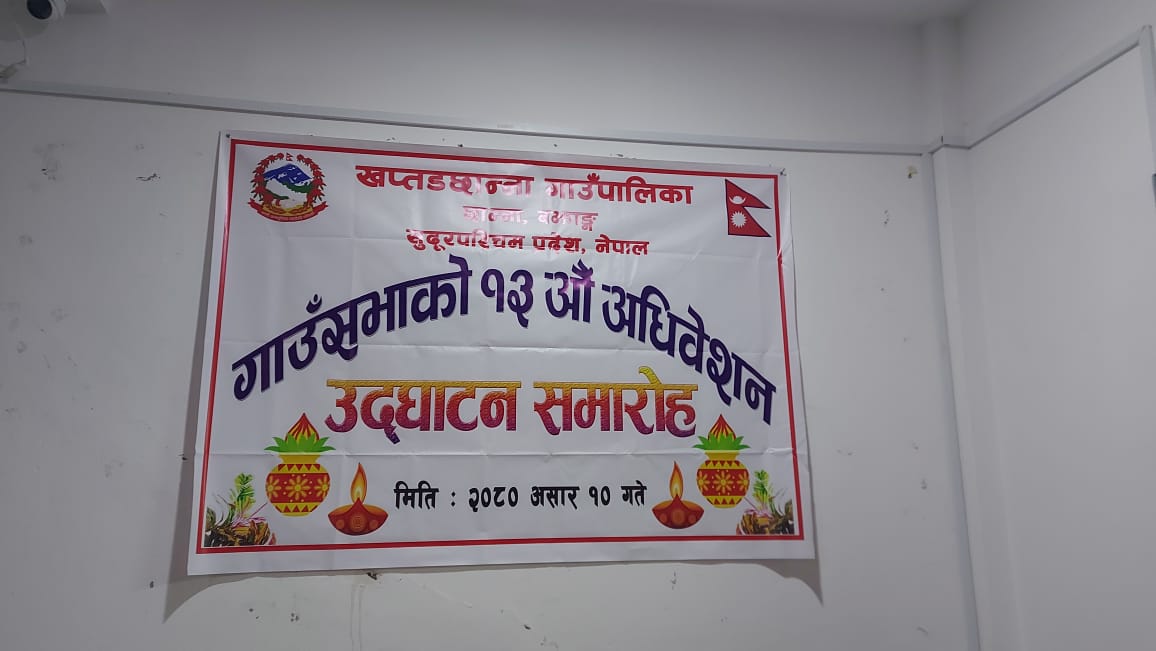 खप्तडछान्ना गाउँपालिका
छान्ना, बझाङ्ग
सुदूरपश्चिम प्रदेश, नेपाल
गाउँसभाको १३ औं अधिवेशन
उद्घाटन समारोह
मिति : २०८० असार १० गते